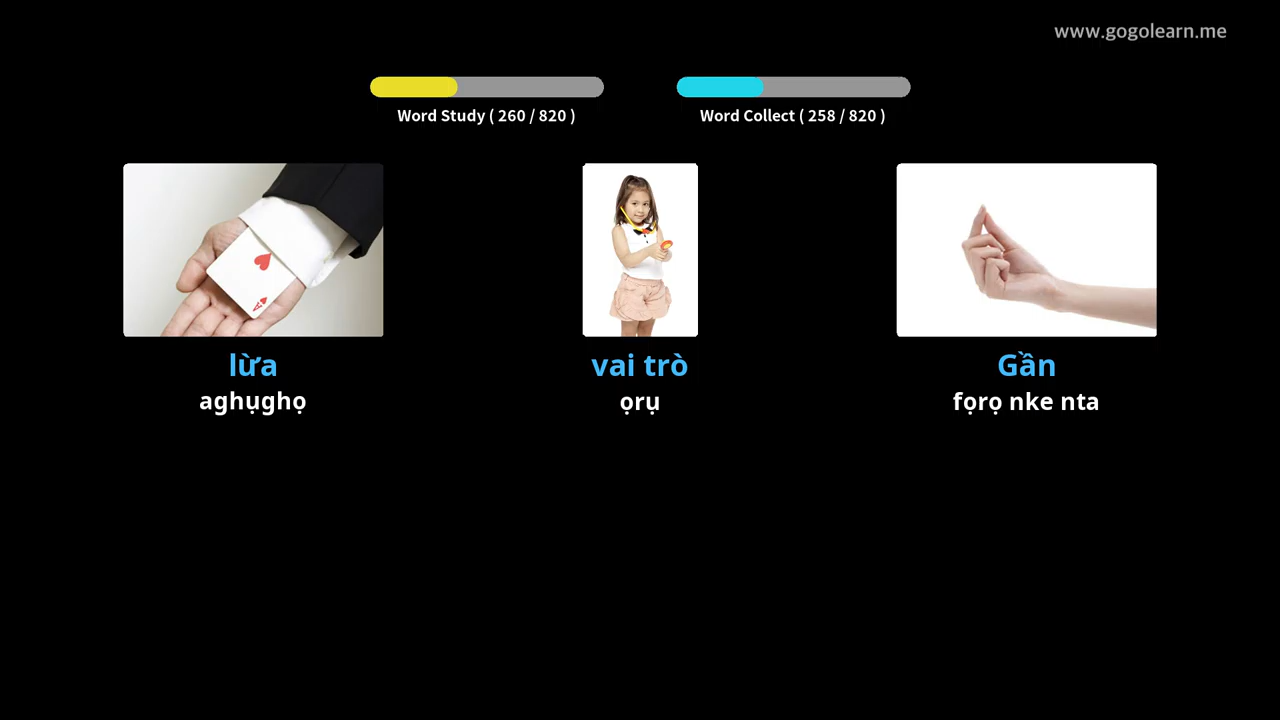 www.gogolearn.me
Word Study ( 260 / 820 )
Word Collect ( 258 / 820 )
lừa
aghụghọ
vai trò
ọrụ
Gần
fọrọ nke nta